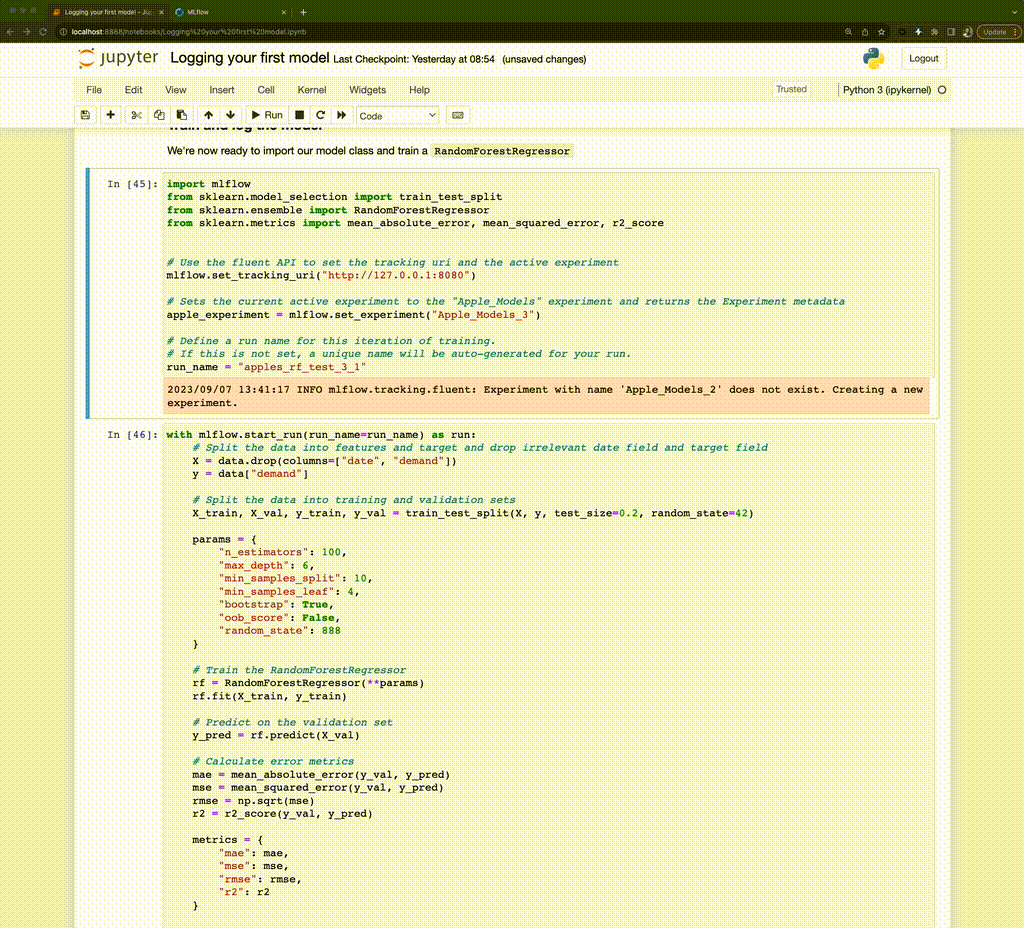 Logging your first model - Ju
MLflow
localhost:8888/notebooks/Logging%20your%20first%20model.ipynb
Update
jupyter Logging your first model Last Checkpoint: Yesterday at 08:54 (unsaved changes)
Logout
File Edit View Insert Cell Kernel Widgets Help
Trusted
Python 3 (ipykernel)
Run
Code
Train and log the model
We're now ready to import our model class and train a RandomForestRegressor
In [45]:
import mlflow
from sklearn.model_selection import train_test_split
from sklearn.ensemble import RandomForestRegressor
from sklearn.metrics import mean_absolute_error, mean_squared_error, r2_score
# Use the fluent API to set the tracking uri and the active experiment
mlflow.set_tracking_uri("http://127.0.0.1:8080")
# Sets the current active experiment to the "Apple_Models" experiment and returns the Experiment metadata
apple_experiment = mlflow.set_experiment("Apple_Models_3")
# Define a run name for this iteration of training.
# If this is not set, a unique name will be auto-generated for your run.
run_name = "apples_rf_test_3_1"
2023/09/07 13:41:17 INFO mlflow.tracking.fluent: Experiment with name 'Apple_Models_2' does not exist. Creating a new
experiment.
In [46]:
with mlflow.start_run(run_name=run_name) as run:
# Split the data into features and target and drop irrelevant date field and target field
X = data.drop(columns=["date", "demand"])
y = data["demand"]
# Split the data into training and validation sets
X_train, X_val, y_train, y_val = train_test_split(X, y, test_size=0.2, random_state=42)
params = {
"n_estimators": 100,
"max_depth": 6,
"min_samples_split": 10,
"min_samples_leaf": 4,
"bootstrap": True,
"oob_score": False,
"random_state": 888
}
# Train the RandomForestRegressor
rf = RandomForestRegressor(**params)
rf.fit(X_train, y_train)
# Predict on the validation set
y_pred = rf.predict(X_val)
# Calculate error metrics
mae = mean_absolute_error(y_val, y_pred)
mse = mean_squared_error(y_val, y_pred)
rmse = np.sqrt(mse)
r2 = r2_score(y_val, y_pred)
metrics = {
"mae": mae,
"mse": mse,
"rmse": rmse,
"r2": r2
}